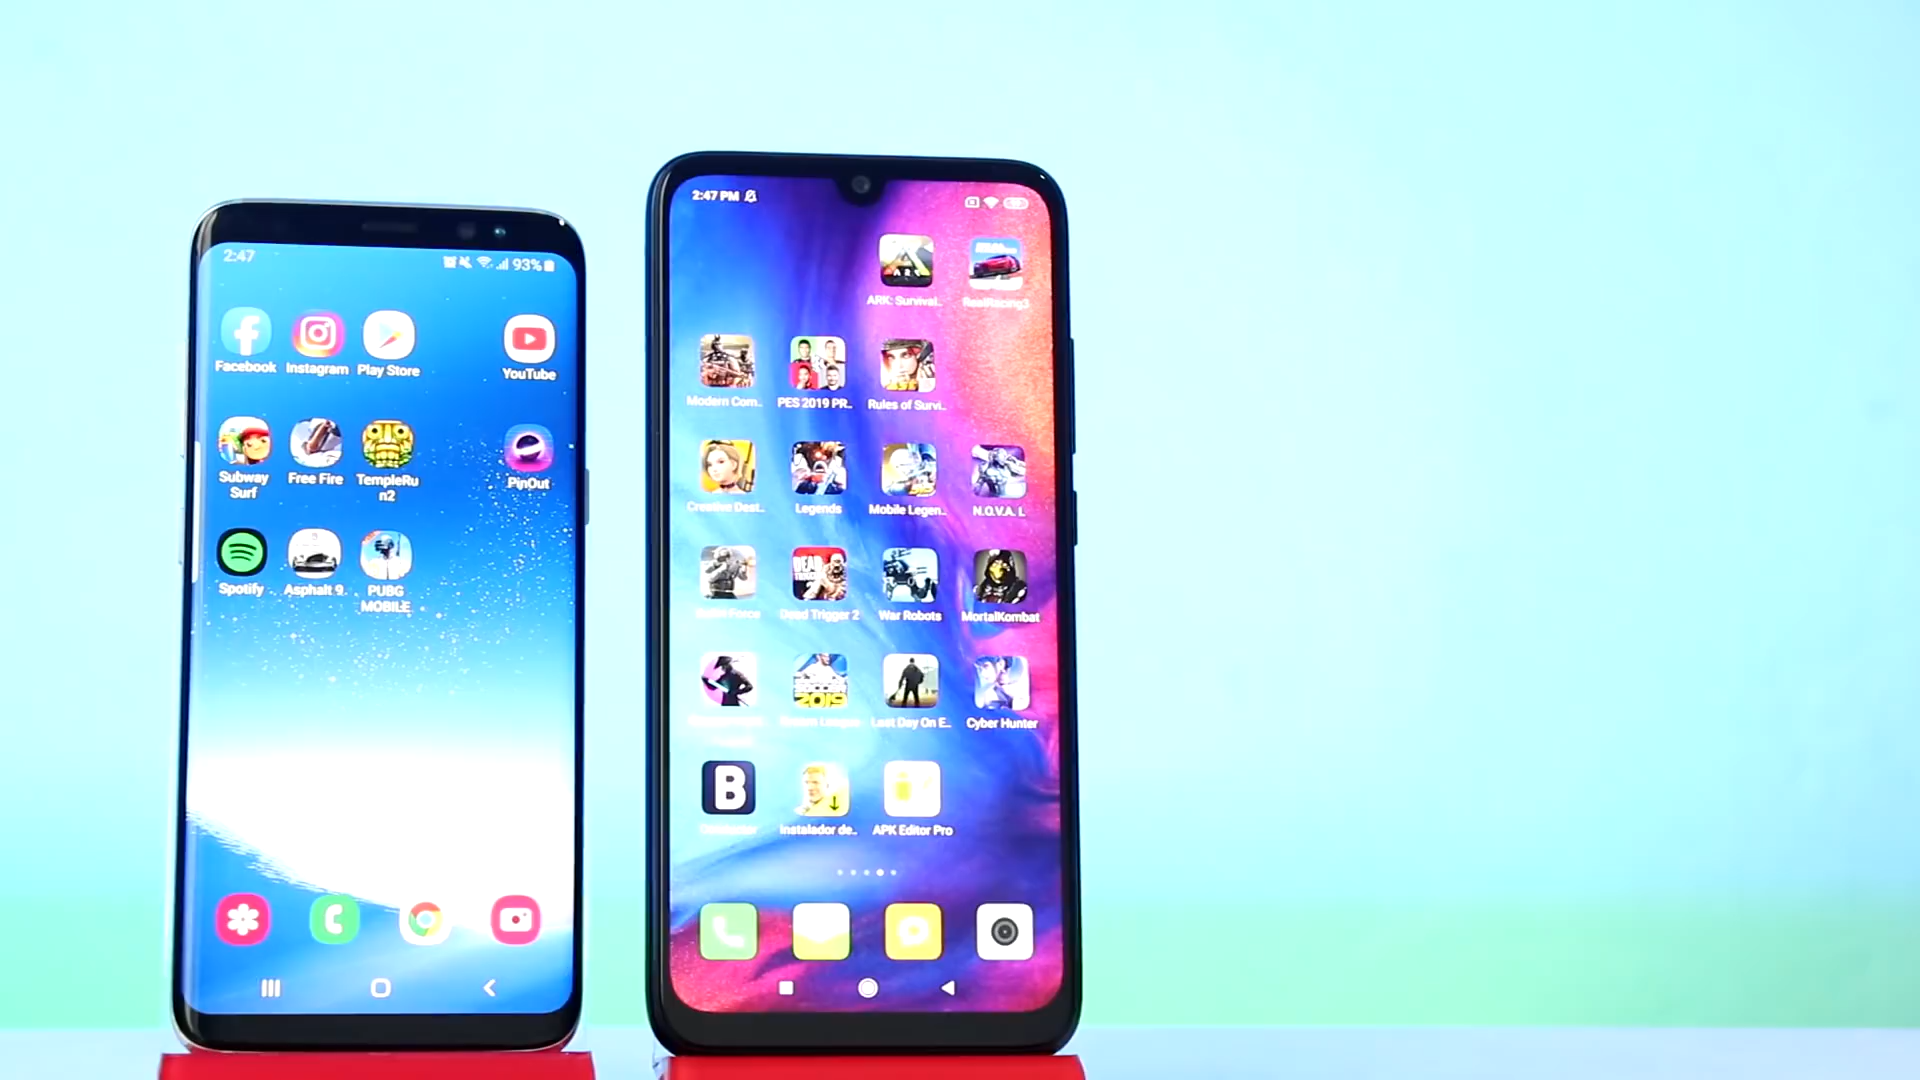 2:47
93%
Facebook
Instagram
Play Store
YouTube
Subway
Surf
Free Fire
TempleRu
n2
PinOut
Spotify
Asphalt 9
PUBG
MOBILE
2:47 PM
ARK: Survival..
RealRacing3
Modern Com..
PES 2019 PR..
Rules of Survi..
Creative Dest..
Legends
Mobile Legen..
N.O.V.A. L
Dead Trigger 2
War Robots
MortalKombat
Last Day On E..
Cyber Hunter
B
Instalador de..
APK Editor Pro